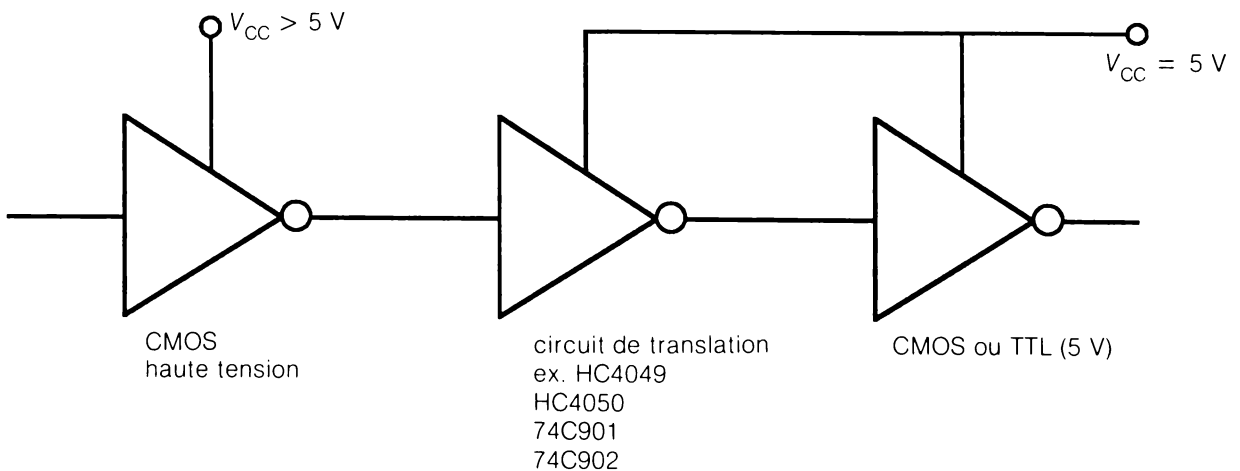 V_CC > 5 V
V_CC = 5 V
CMOS
haute tension
circuit de translation
ex. HC4049
HC4050
74C901
74C902
CMOS ou TTL (5 V)